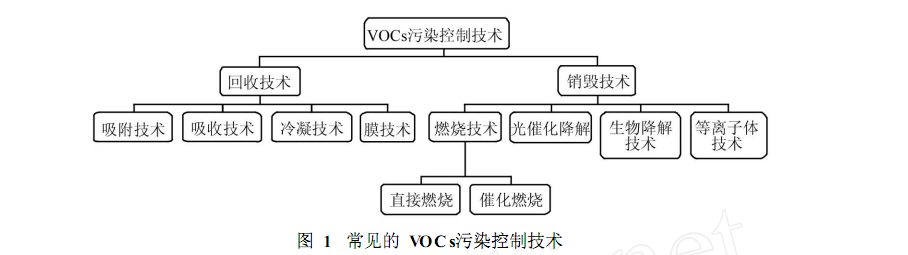 VOCs污染控制技术
回收技术
销毁技术
吸附技术
吸收技术
冷凝技术
膜技术
燃烧技术
光催化降解
生物降解
技术
等离子体
技术
直接燃烧
催化燃烧
图 1 常见的 VOCs污染控制技术